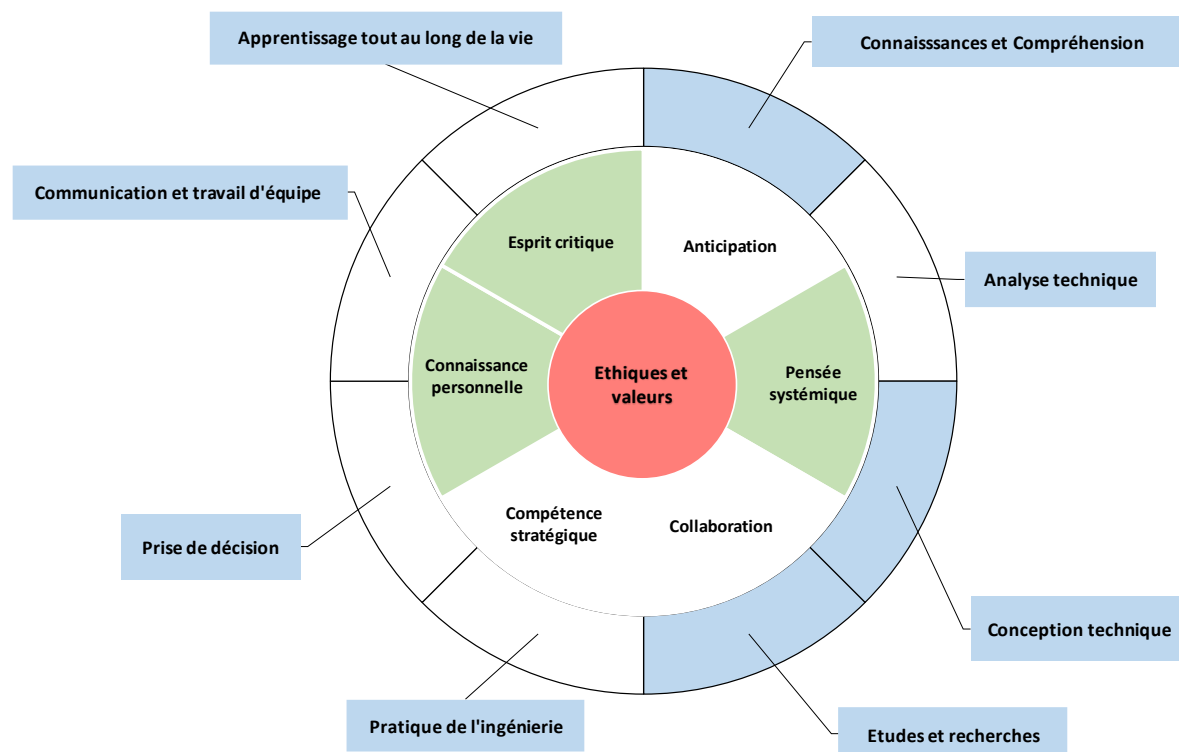 Apprentissage tout au long de la vie
Connaisssances et Compréhension
Communication et travail d'équipe
Esprit critique
Anticipation
Analyse technique
Connaissance
personnelle
Ethiques et
valeurs
Pensée
systémique
Compétence
stratégique
Collaboration
Prise de décision
Conception technique
Pratique de l'ingénierie
Etudes et recherches